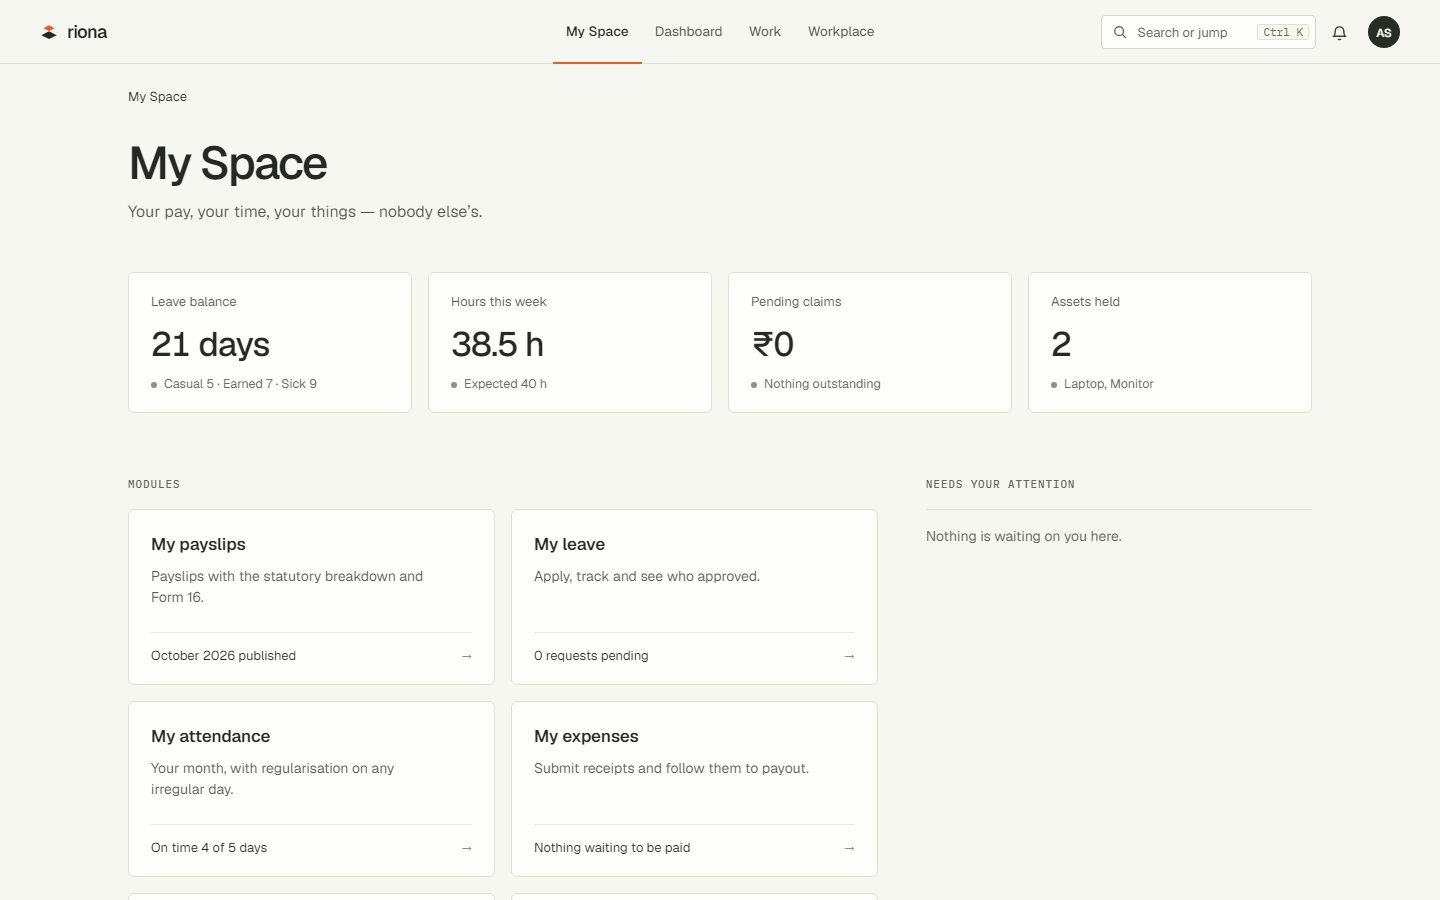 riona
My Space
Dashboard
Work
Workplace
Search or jump
Ctrl K
AS
My Space
My Space
Your pay, your time, your things — nobody else’s.
Leave balance
21 days
Casual 5 · Earned 7 · Sick 9
Hours this week
38.5 h
Expected 40 h
Pending claims
₹0
Nothing outstanding
Assets held
2
Laptop, Monitor
MODULES
My payslips
Payslips with the statutory breakdown and
Form 16.
October 2026 published →
My leave
Apply, track and see who approved.
0 requests pending →
My attendance
Your month, with regularisation on any
irregular day.
On time 4 of 5 days →
My expenses
Submit receipts and follow them to payout.
Nothing waiting to be paid →
NEEDS YOUR ATTENTION
Nothing is waiting on you here.